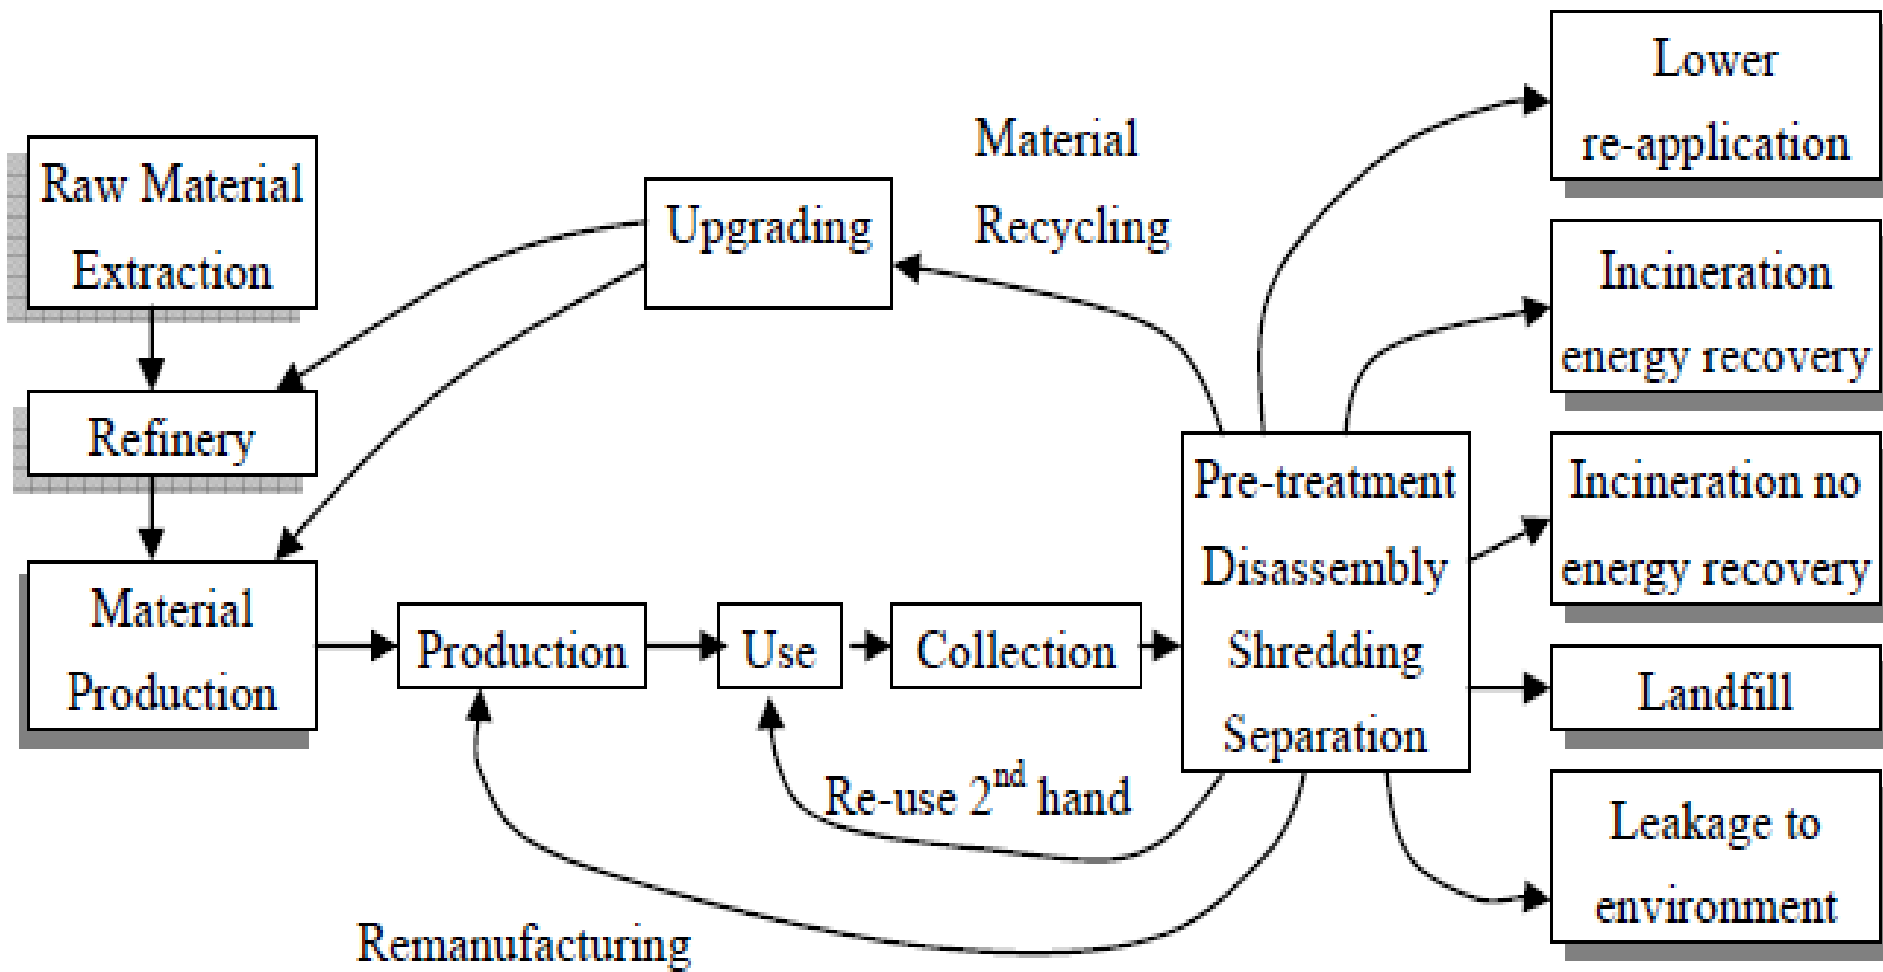 Raw Material
Extraction
Refinery
Material
Production
Upgrading
Material
Recycling
Production
Use
Collection
Pre-treatment
Disassembly
Shredding
Separation
Re-use 2nd hand
Remanufacturing
Lower
re-application
Incineration
energy recovery
Incineration no
energy recovery
Landfill
Leakage to
environment